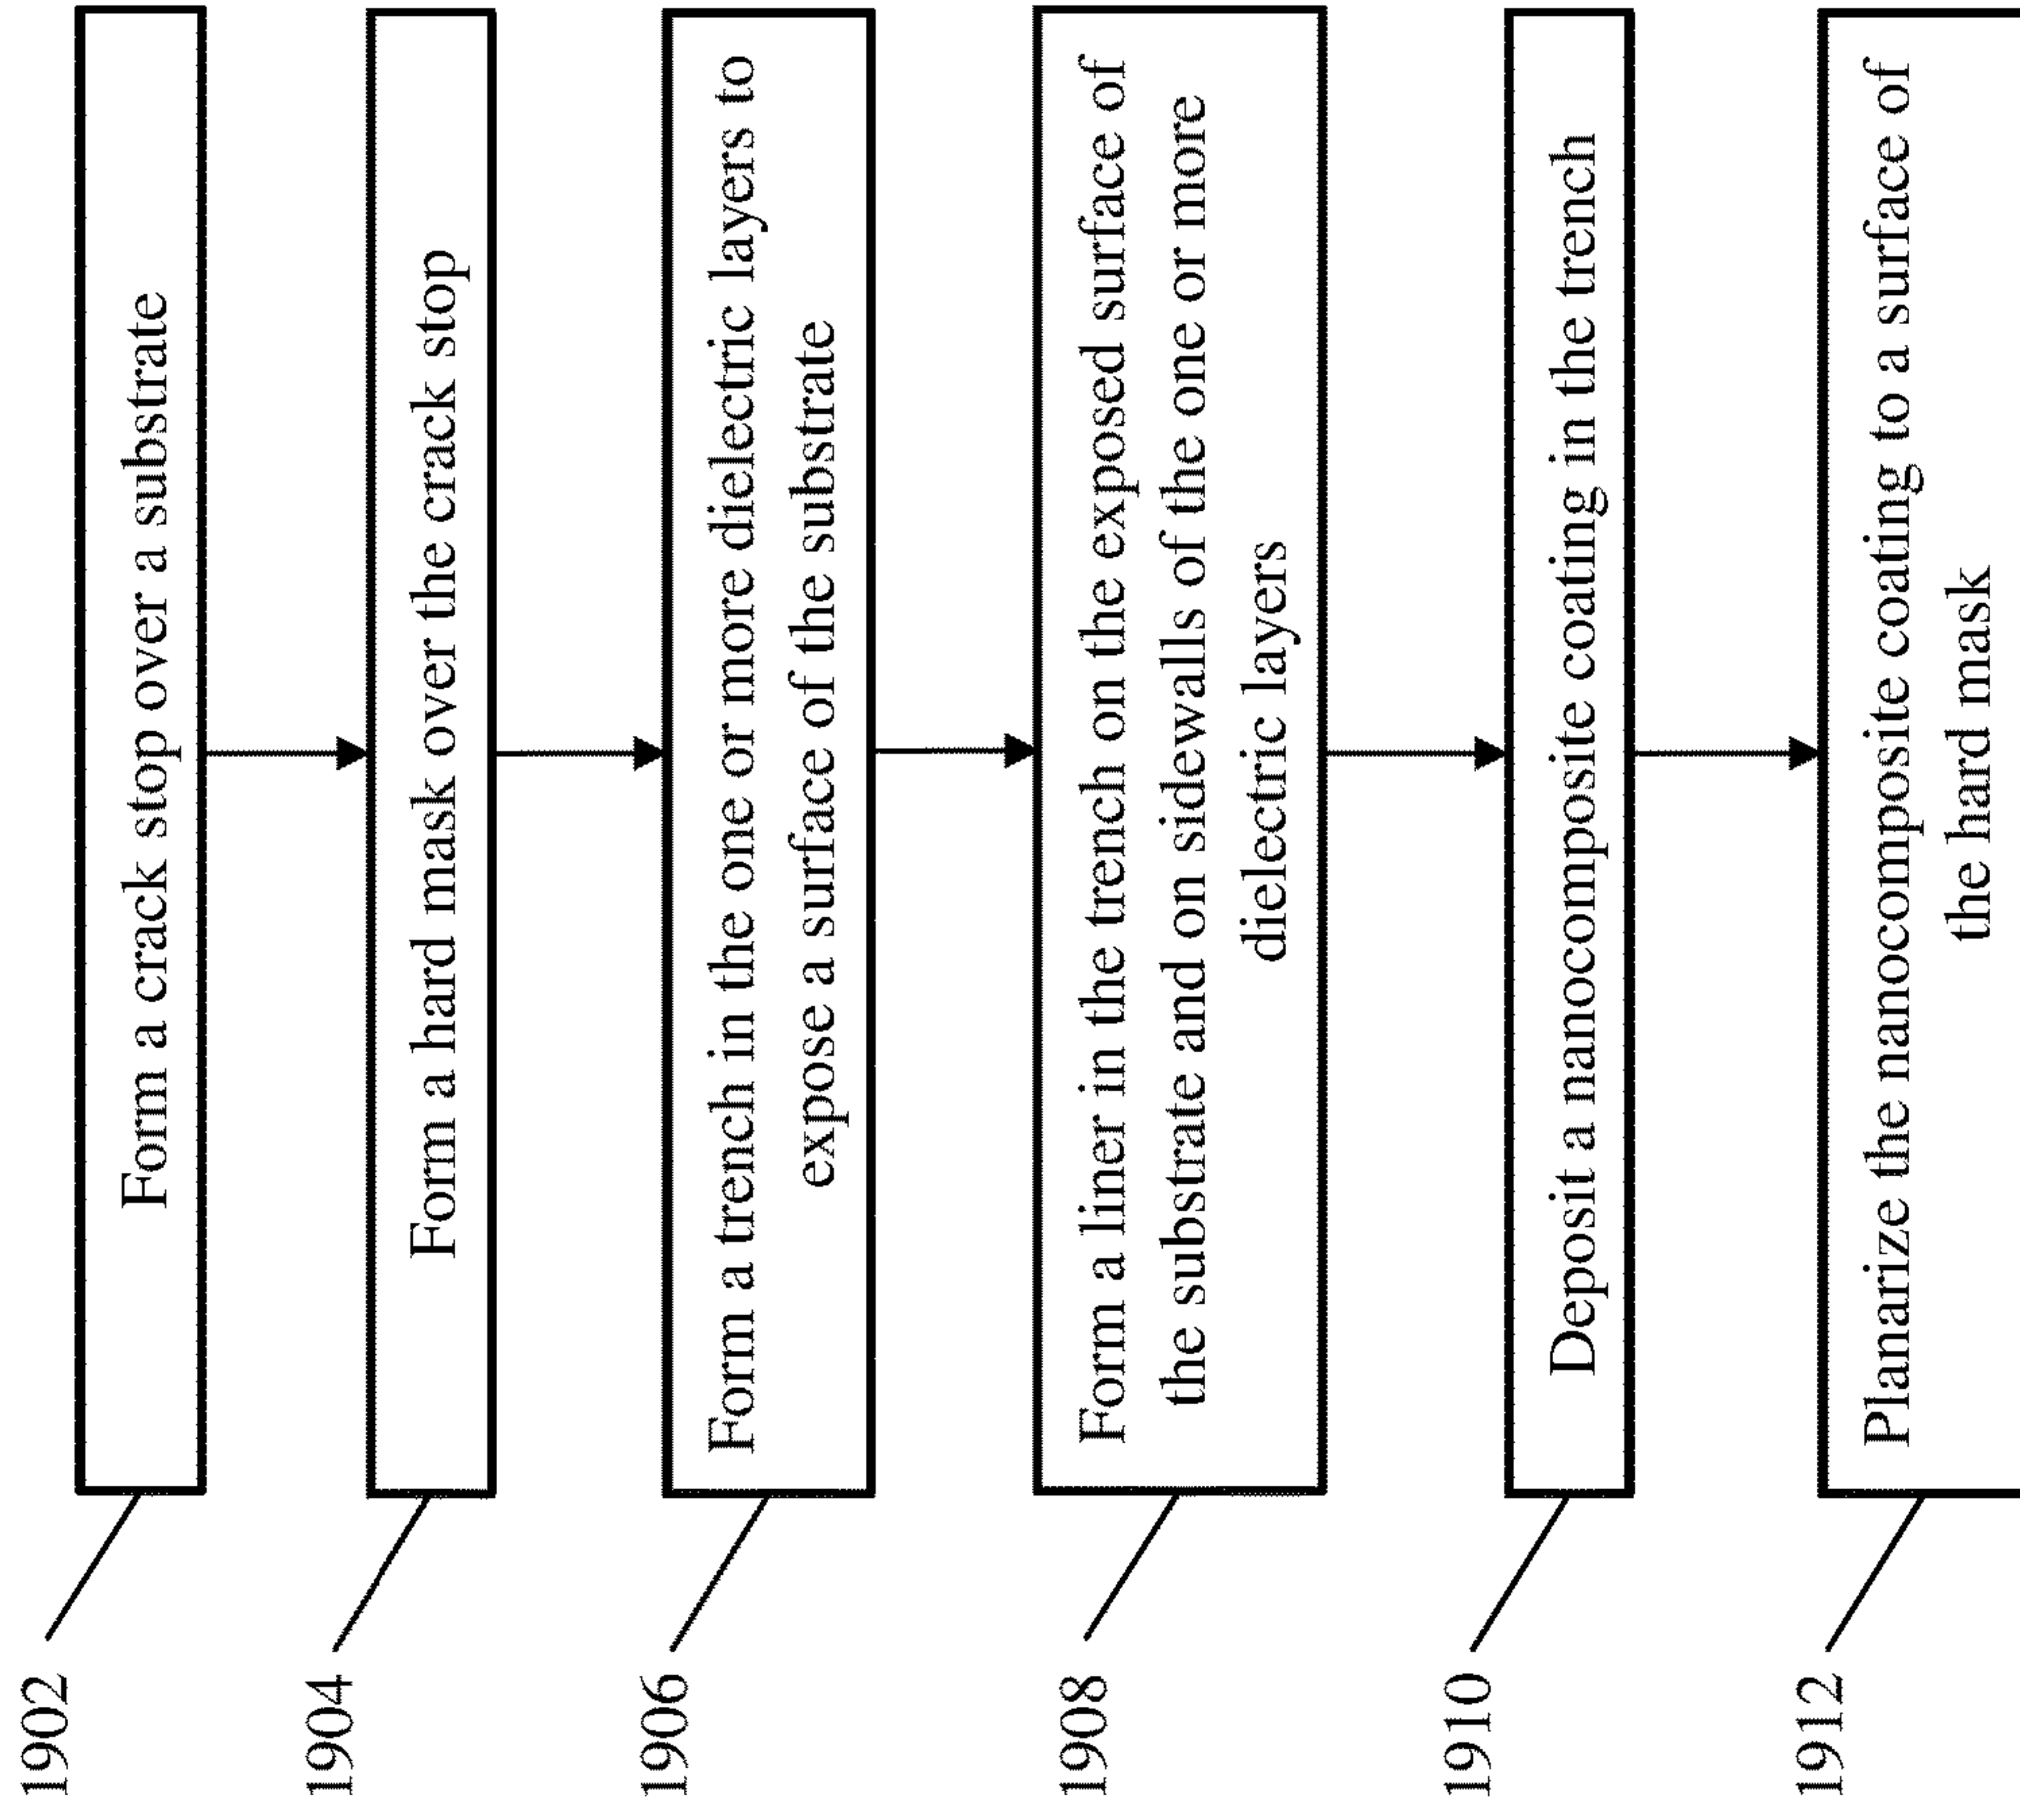 1902
Form a crack stop over a substrate
1904
Form a hard mask over the crack stop
1906
Form a trench in the one or more dielectric layers to
expose a surface of the substrate
1908
Form a liner in the trench on the exposed surface of
the substrate and on sidewalls of the one or more
dielectric layers
1910
Deposit a nanocomposite coating in the trench
1912
Planarize the nanocomposite coating to a surface of
the hard mask